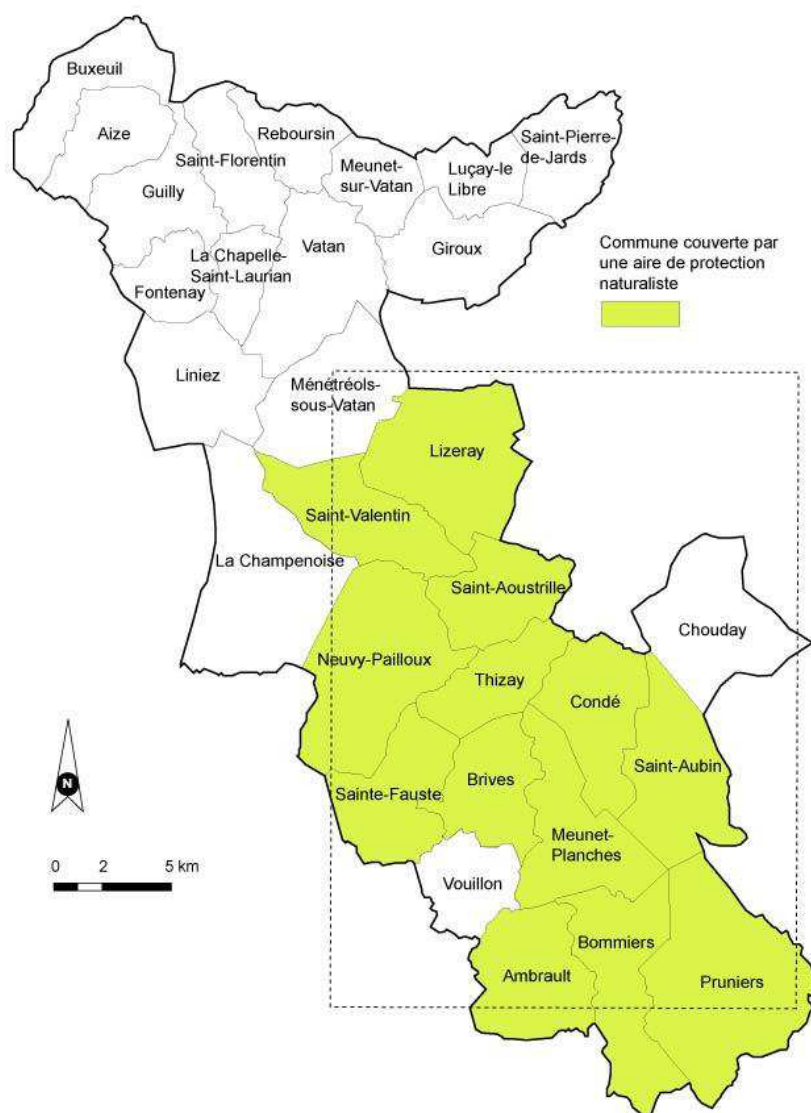 Buxeuil
Aize
Reboursin
Saint-Florentin
Saint-Pierre-
de-Jards
Meunet-
sur-Vatan
Luçay-le
Libre
Guilly
Vatan
Giroux
La Chapelle-
Saint-Laurian
Fontenay
Commune couverte par
une aire de protection
naturaliste
Liniez
Ménétréols-
sous-Vatan
Lizeray
Saint-Valentin
La Champenoise
Saint-Aoustrille
Chouday
Neuvy-Pailloux
Thizay
Condé
Saint-Aubin
Brives
Sainte-Fauste
Meunet-
Planches
N
0 2 5 km
Vouillon
Bommiers
Ambrault
Pruniers